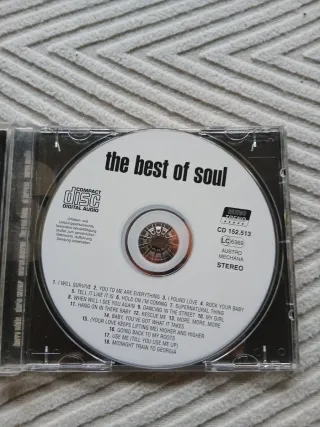 the best of soul
COMPACT
disc
DIGITAL AUDIO
CD 152.513
LC 6369
AUSTRO
MECHANA
STEREO
1. I WILL SURVIVE 2. YOU TO ME ARE EVERYTHING 3. I FOUND LOVE 4. ROCK YOUR BABY
5. TELL IT LIKE IT IS 6. HOLD ON I'M COMING 7. SUPERNATURAL THING
8. WHEN WILL I SEE YOU AGAIN 9. DANCING IN THE STREET 10. MY GIRL
11. HANG ON IN THERE BABY 12. RESCUE ME 13. MORE, MORE, MORE
14. BABY, YOU'VE GOT WHAT IT TAKES
15. (YOUR LOVE KEEPS LIFTING ME) HIGHER AND HIGHER
16. GOING BACK TO MY ROOTS
17. USE ME (TILL YOU USE ME UP)
18. MIDNIGHT TRAIN TO GEORGIA